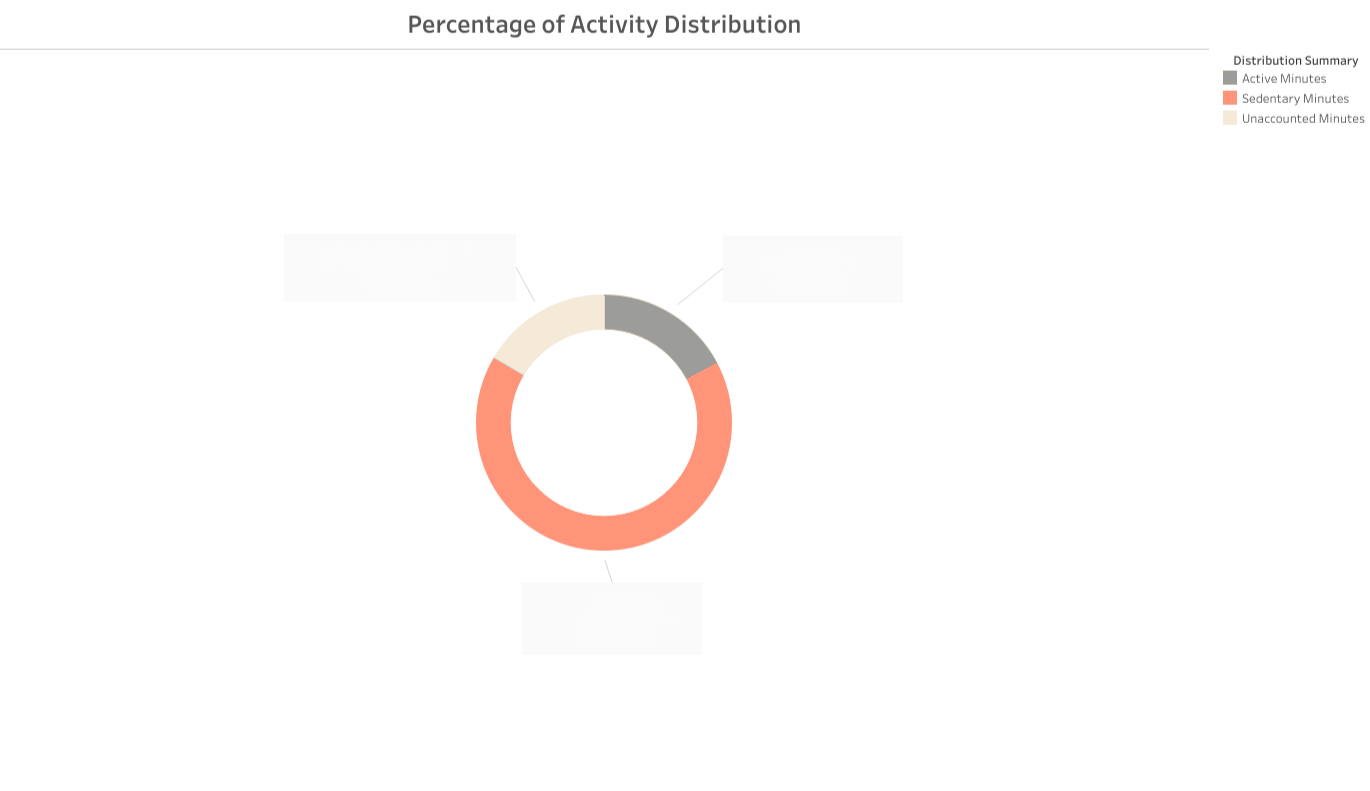 Percentage of Activity Distribution
Distribution Summary
Active Minutes
Sedentary Minutes
Unaccounted Minutes